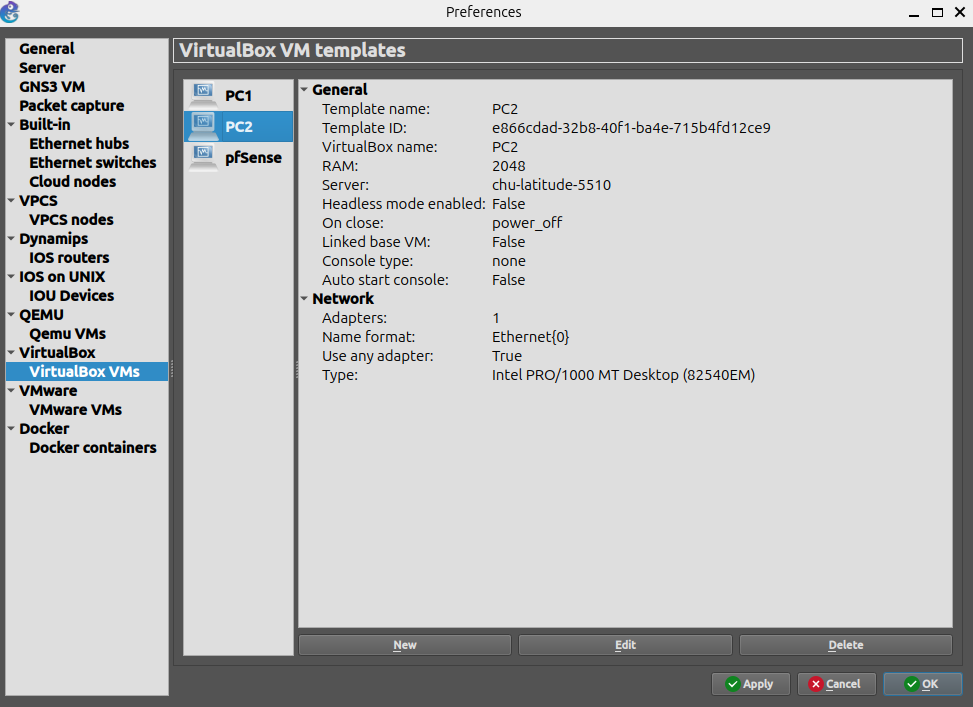 Preferences
General
Server
GNS3 VM
Packet capture
Built-in
Ethernet hubs
Ethernet switches
Cloud nodes
VPCS
VPCS nodes
Dynamips
IOS routers
IOS on UNIX
IOU Devices
QEMU
Qemu VMs
VirtualBox
VirtualBox VMs
VMware
VMware VMs
Docker
Docker containers
VirtualBox VM templates
PC1
PC2
pfSense
General
Template name: PC2
Template ID: e866cdad-32b8-40f1-ba4e-715b4fd12ce9
VirtualBox name: PC2
RAM: 2048
Server: chu-latitude-5510
Headless mode enabled: False
On close: power_off
Linked base VM: False
Console type: none
Auto start console: False
Network
Adapters: 1
Name format: Ethernet{0}
Use any adapter: True
Type: Intel PRO/1000 MT Desktop (82540EM)
New Edit Delete
Apply Cancel OK